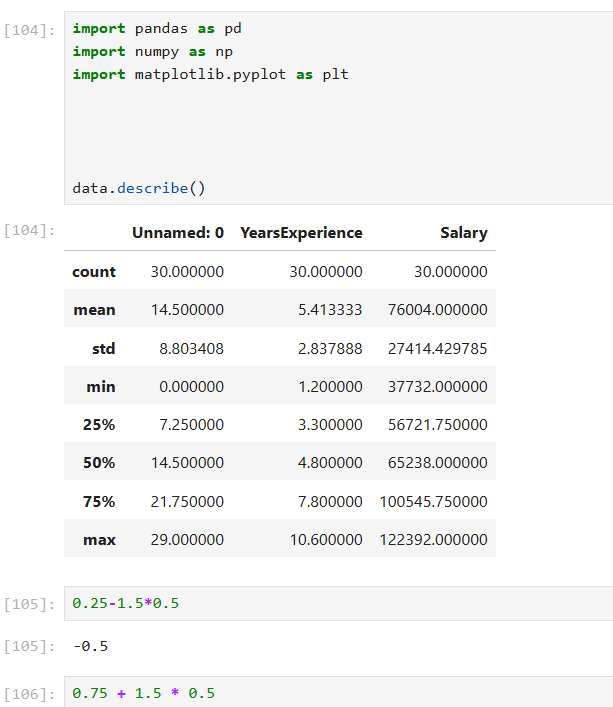 [104]: import pandas as pd
import numpy as np
import matplotlib.pyplot as plt
data.describe()
[104]: Unnamed: 0 YearsExperience Salary
count 30.000000 30.000000 30.000000
mean 14.500000 5.413333 76004.000000
std 8.803408 2.837888 27414.429785
min 0.000000 1.200000 37732.000000
25% 7.250000 3.300000 56721.750000
50% 14.500000 4.800000 65238.000000
75% 21.750000 7.800000 100545.750000
max 29.000000 10.600000 122392.000000
[105]: 0.25-1.5*0.5
[105]: -0.5
[106]: 0.75 + 1.5 * 0.5